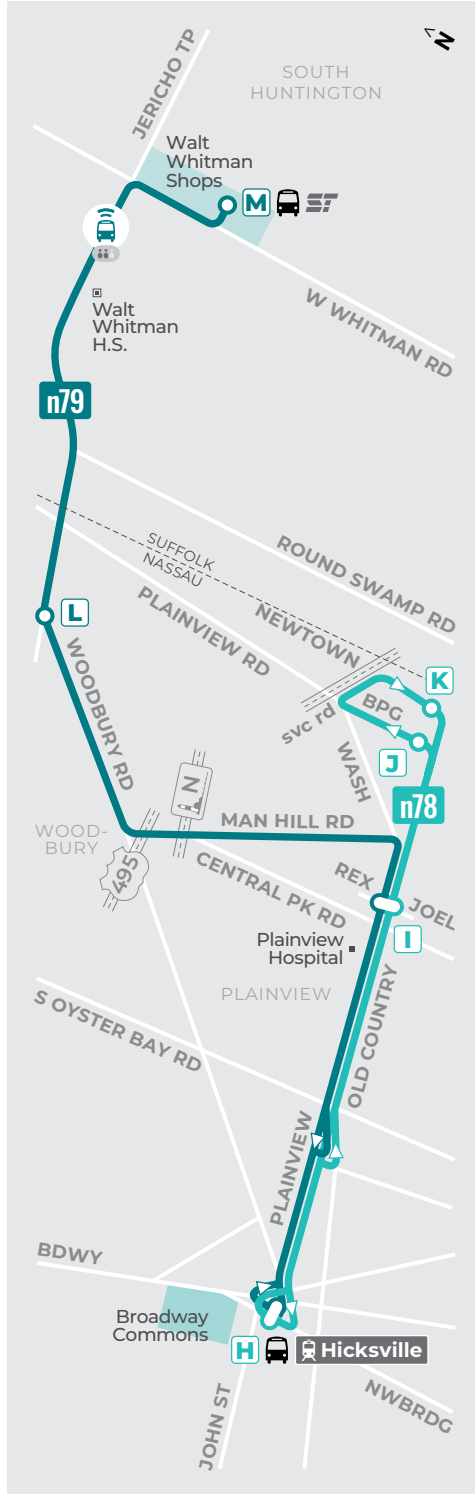 N
JERICHO TP
SOUTH
HUNTINGTON
Walt
Whitman
Shops
M
ST
Walt
Whitman
H.S.
W WHITMAN RD
n79
SUFFOLK
NASSAU
ROUND SWAMP RD
PLAINVIEW RD
NEWTOWN
L
WOODBURY RD
svc rd
BPG
K
J
WASH
n78
N
MAN HILL RD
WOOD-
BURY
495
CENTRAL PK RD
REX
JOEL
I
Plainview
Hospital
PLAINVIEW
S OYSTER BAY RD
OLD COUNTRY
PLAINVIEW
BDWY
Broadway
Commons
H
Hicksville
JOHN ST
NWBRDG